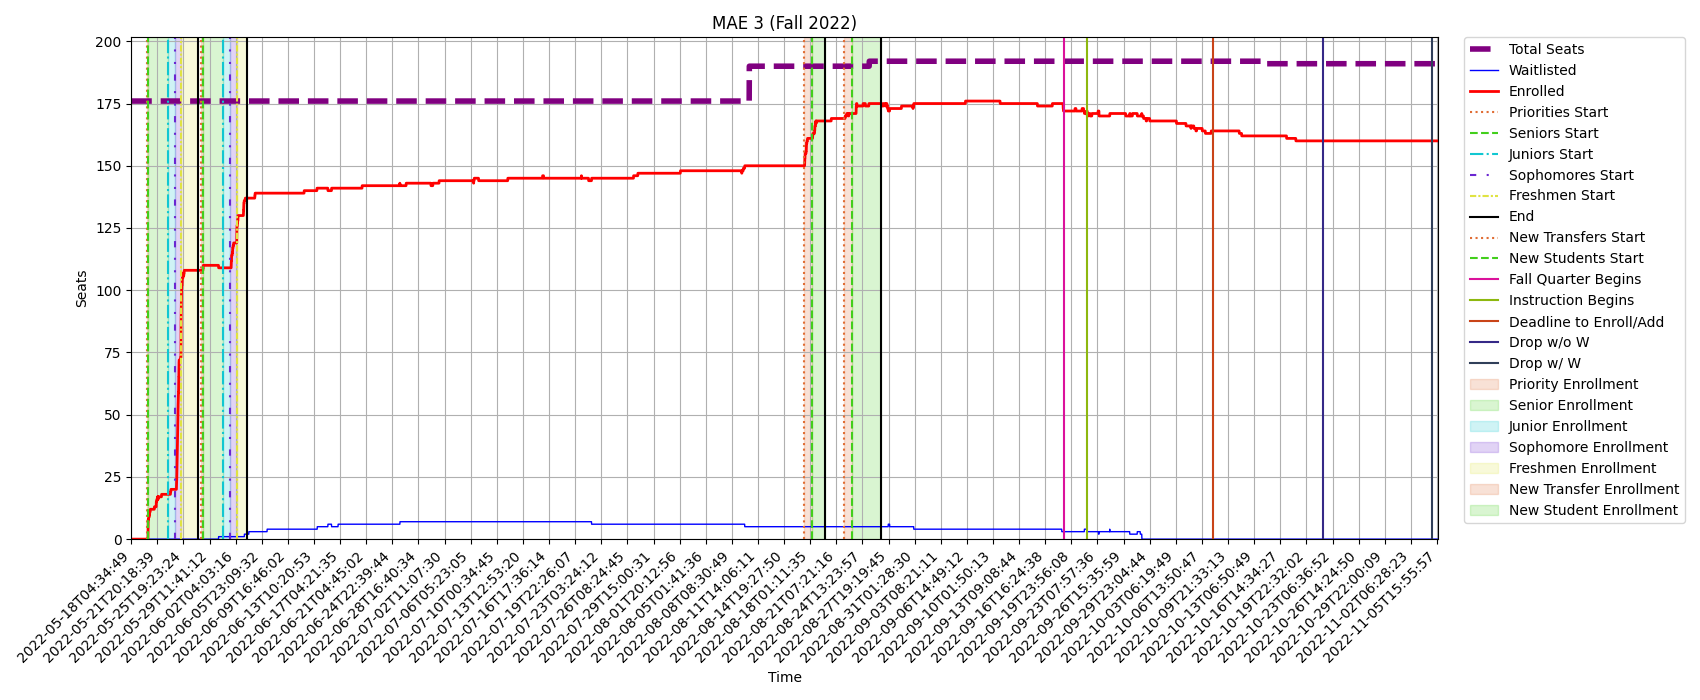 MAE 3 (Fall 2022)
200
175
150
125
100
75
50
25
0
Seats
2022-05-18T04:34:49
2022-05-21T20:18:39
2022-05-25T19:23:24
2022-05-29T11:41:12
2022-06-02T04:03:16
2022-06-05T23:09:32
2022-06-09T16:46:02
2022-06-13T10:20:53
2022-06-17T04:21:35
2022-06-21T04:45:02
2022-06-24T22:39:44
2022-06-28T16:40:34
2022-07-02T11:07:30
2022-07-06T05:23:05
2022-07-10T00:34:45
2022-07-13T12:53:20
2022-07-16T17:36:14
2022-07-19T22:26:07
2022-07-23T03:24:12
2022-07-26T08:24:45
2022-07-29T15:00:31
2022-08-01T20:12:56
2022-08-05T01:41:36
2022-08-08T08:30:49
2022-08-11T14:06:11
2022-08-14T19:27:50
2022-08-18T01:11:35
2022-08-21T07:21:16
2022-08-24T13:23:57
2022-08-27T19:19:45
2022-08-31T01:28:30
2022-09-03T08:21:11
2022-09-06T14:49:12
2022-09-10T01:50:13
2022-09-13T09:08:44
2022-09-16T16:24:38
2022-09-19T23:56:08
2022-09-23T07:57:36
2022-09-26T15:35:59
2022-09-29T23:04:44
2022-10-03T06:19:49
2022-10-06T13:50:47
2022-10-09T21:33:13
2022-10-13T06:50:49
2022-10-16T14:34:27
2022-10-19T22:32:02
2022-10-23T06:36:52
2022-10-26T14:24:50
2022-10-29T22:00:09
2022-11-02T06:28:23
2022-11-05T15:55:57
Time
Total Seats
Waitlisted
Enrolled
Priorities Start
Seniors Start
Juniors Start
Sophomores Start
Freshmen Start
End
New Transfers Start
New Students Start
Fall Quarter Begins
Instruction Begins
Deadline to Enroll/Add
Drop w/o W
Drop w/ W
Priority Enrollment
Senior Enrollment
Junior Enrollment
Sophomore Enrollment
Freshmen Enrollment
New Transfer Enrollment
New Student Enrollment